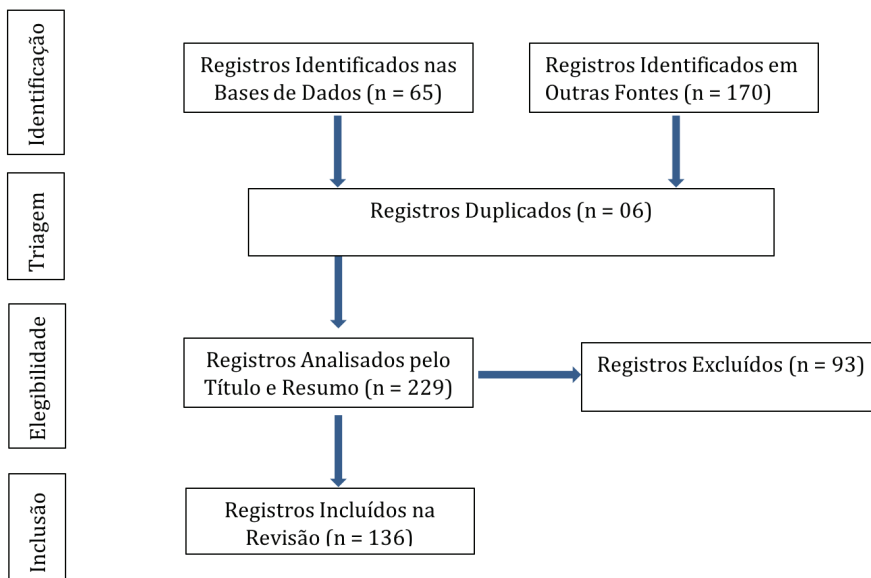 Identificação
Registros Identificados nas
Bases de Dados (n = 65)
Registros Identificados em
Outras Fontes (n = 170)
Triagem
Registros Duplicados (n = 06)
Elegibilidade
Registros Analisados pelo
Título e Resumo (n = 229)
Registros Excluídos (n = 93)
Inclusão
Registros Incluídos na
Revisão (n = 136)